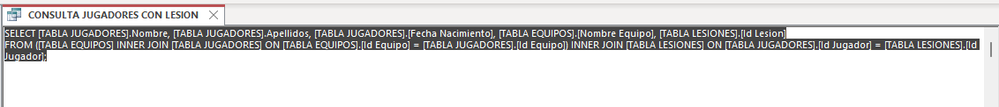 CONSULTA JUGADORES CON LESION
SELECT [TABLA JUGADORES].Nombre, [TABLA JUGADORES].Apellidos, [TABLA JUGADORES].[Fecha Nacimiento], [TABLA EQUIPOS].[Nombre Equipo], [TABLA LESIONES].[Id Lesion]
FROM ([TABLA EQUIPOS] INNER JOIN [TABLA JUGADORES] ON [TABLA EQUIPOS].[Id Equipo] = [TABLA JUGADORES].[Id Equipo]) INNER JOIN [TABLA LESIONES] ON [TABLA JUGADORES].[Id Jugador] = [TABLA LESIONES].[Id
Jugador];